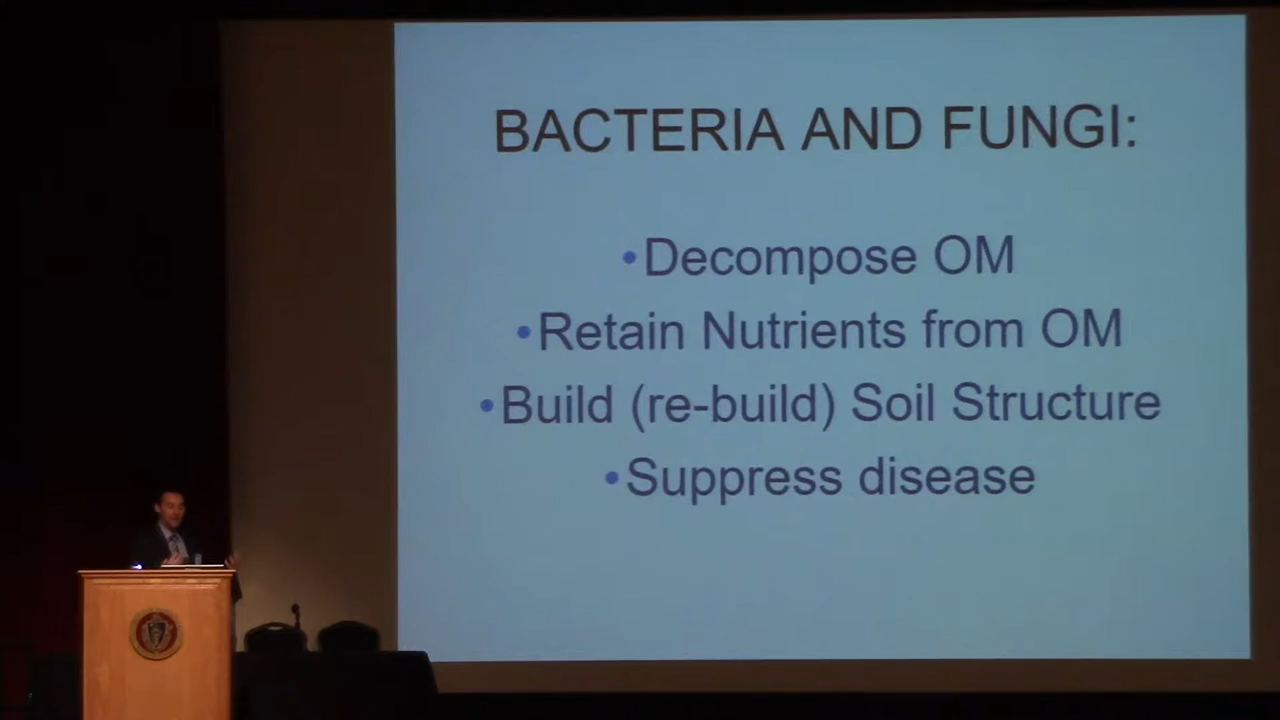 BACTERIA AND FUNGI:
•Decompose OM
•Retain Nutrients from OM
•Build (re-build) Soil Structure
•Suppress disease